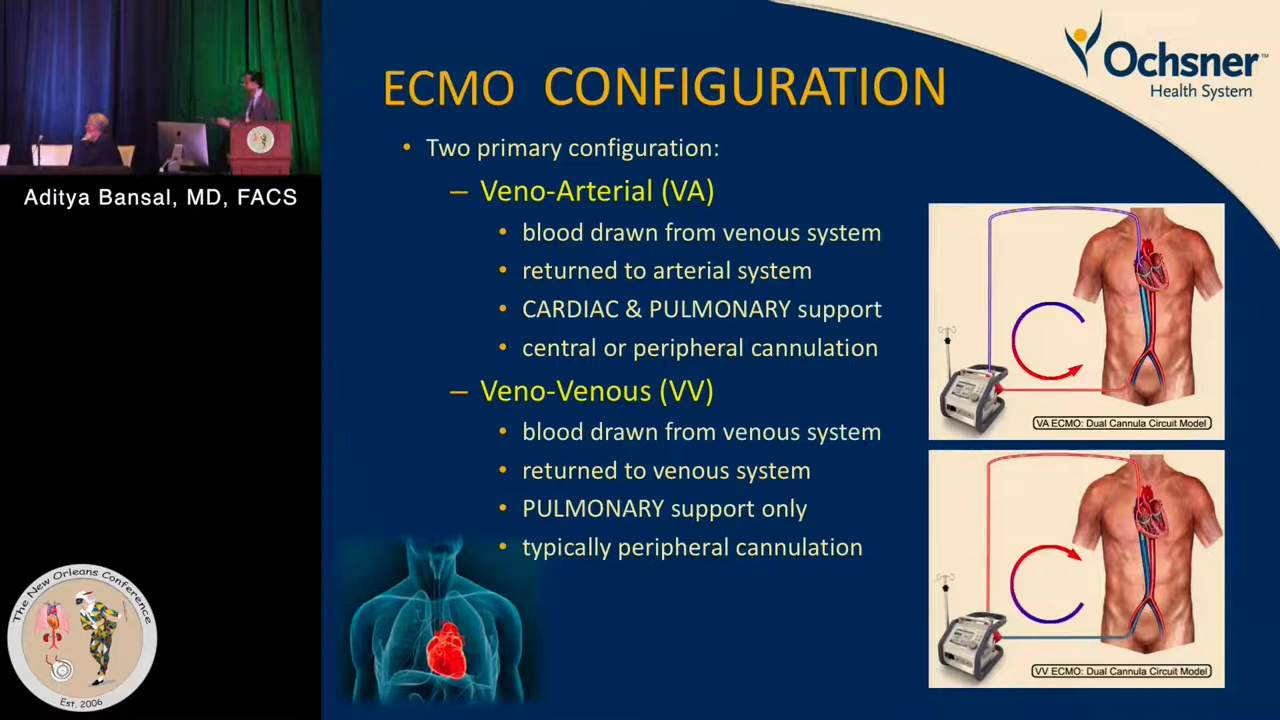 Ochsner™
Health System
ECMO CONFIGURATION
• Two primary configuration:
– Veno-Arterial (VA)
• blood drawn from venous system
• returned to arterial system
• CARDIAC & PULMONARY support
• central or peripheral cannulation
– Veno-Venous (VV)
• blood drawn from venous system
• returned to venous system
• PULMONARY support only
• typically peripheral cannulation
VA ECMO: Dual Cannula Circuit Model
VV ECMO: Dual Cannula Circuit Model
Aditya Bansal, MD, FACS
The New Orleans Conference
Est. 2006